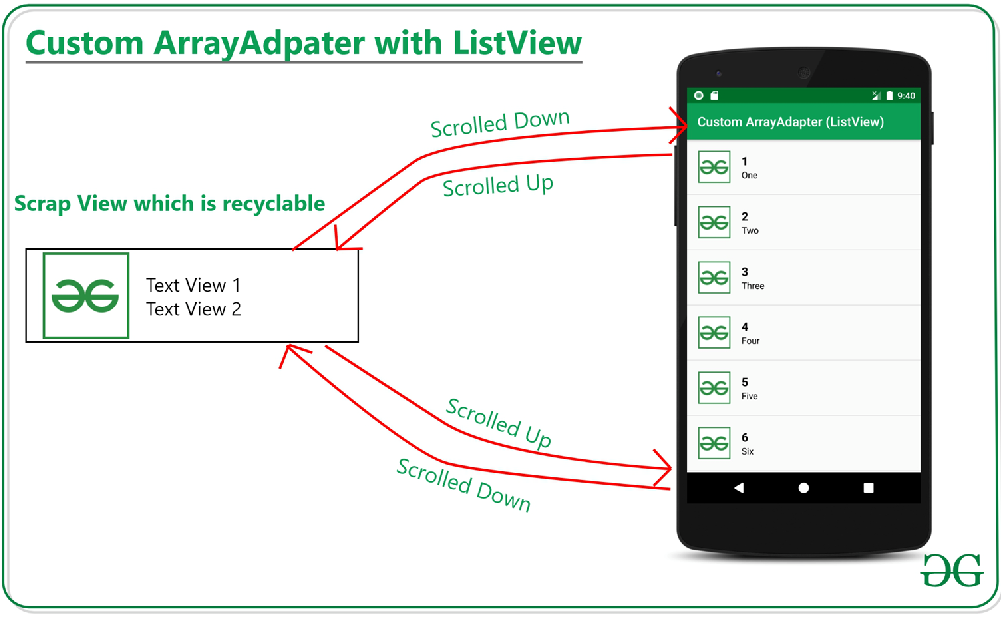 Custom ArrayAdpater with ListView
Scrolled Down
Scrolled Up
Scrap View which is recyclable
Text View 1
Text View 2
Scrolled Up
Scrolled Down
9:40
Custom ArrayAdapter (ListView)
1
One
2
Two
3
Three
4
Four
5
Five
6
Six